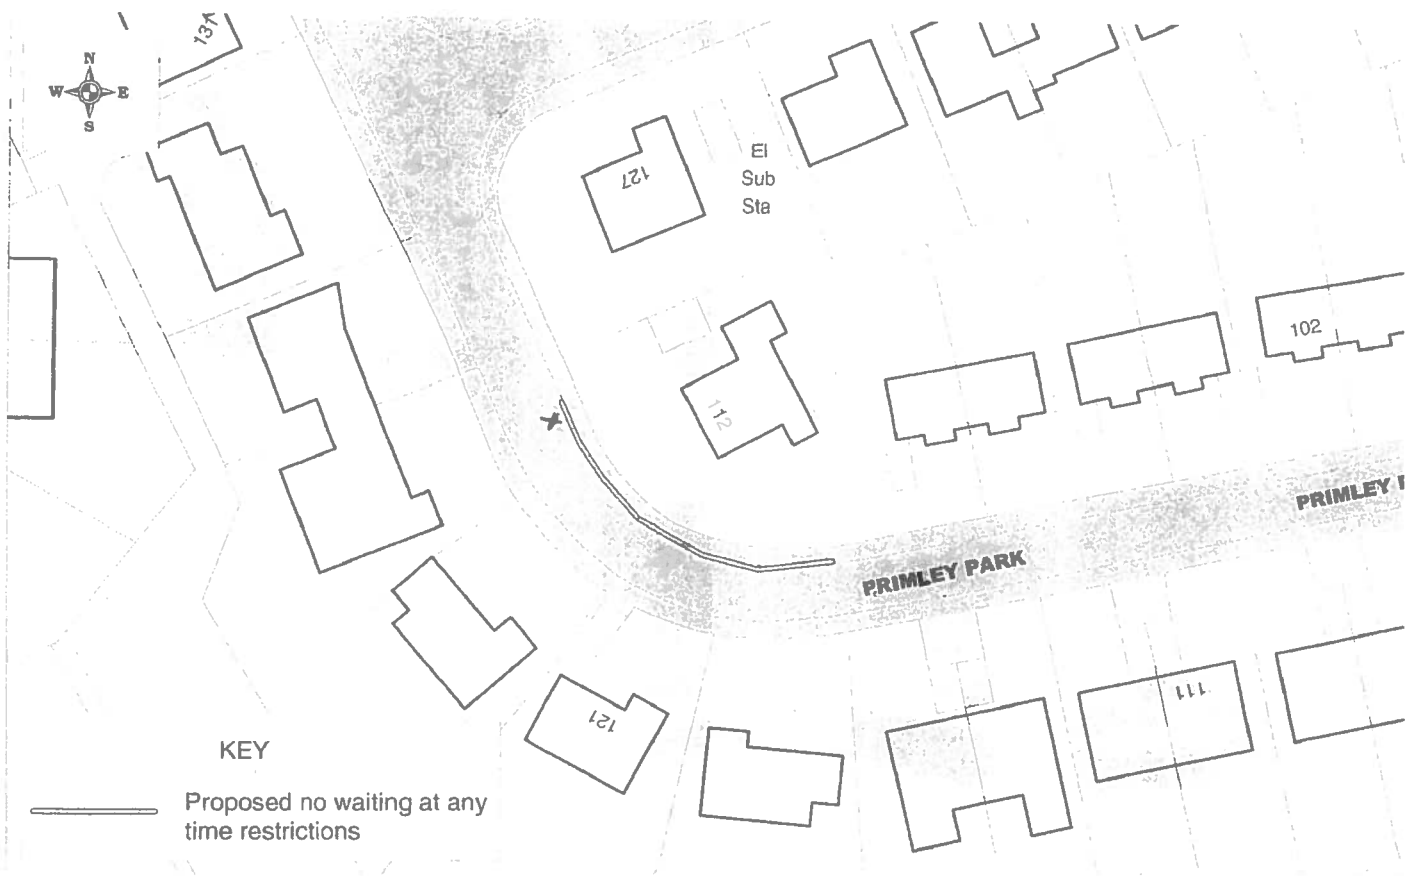 131
N
W E
S
127
El
Sub
Sta
102
112
PRIMLEY P
PRIMLEY PARK
111
121
KEY
Proposed no waiting at any
time restrictions